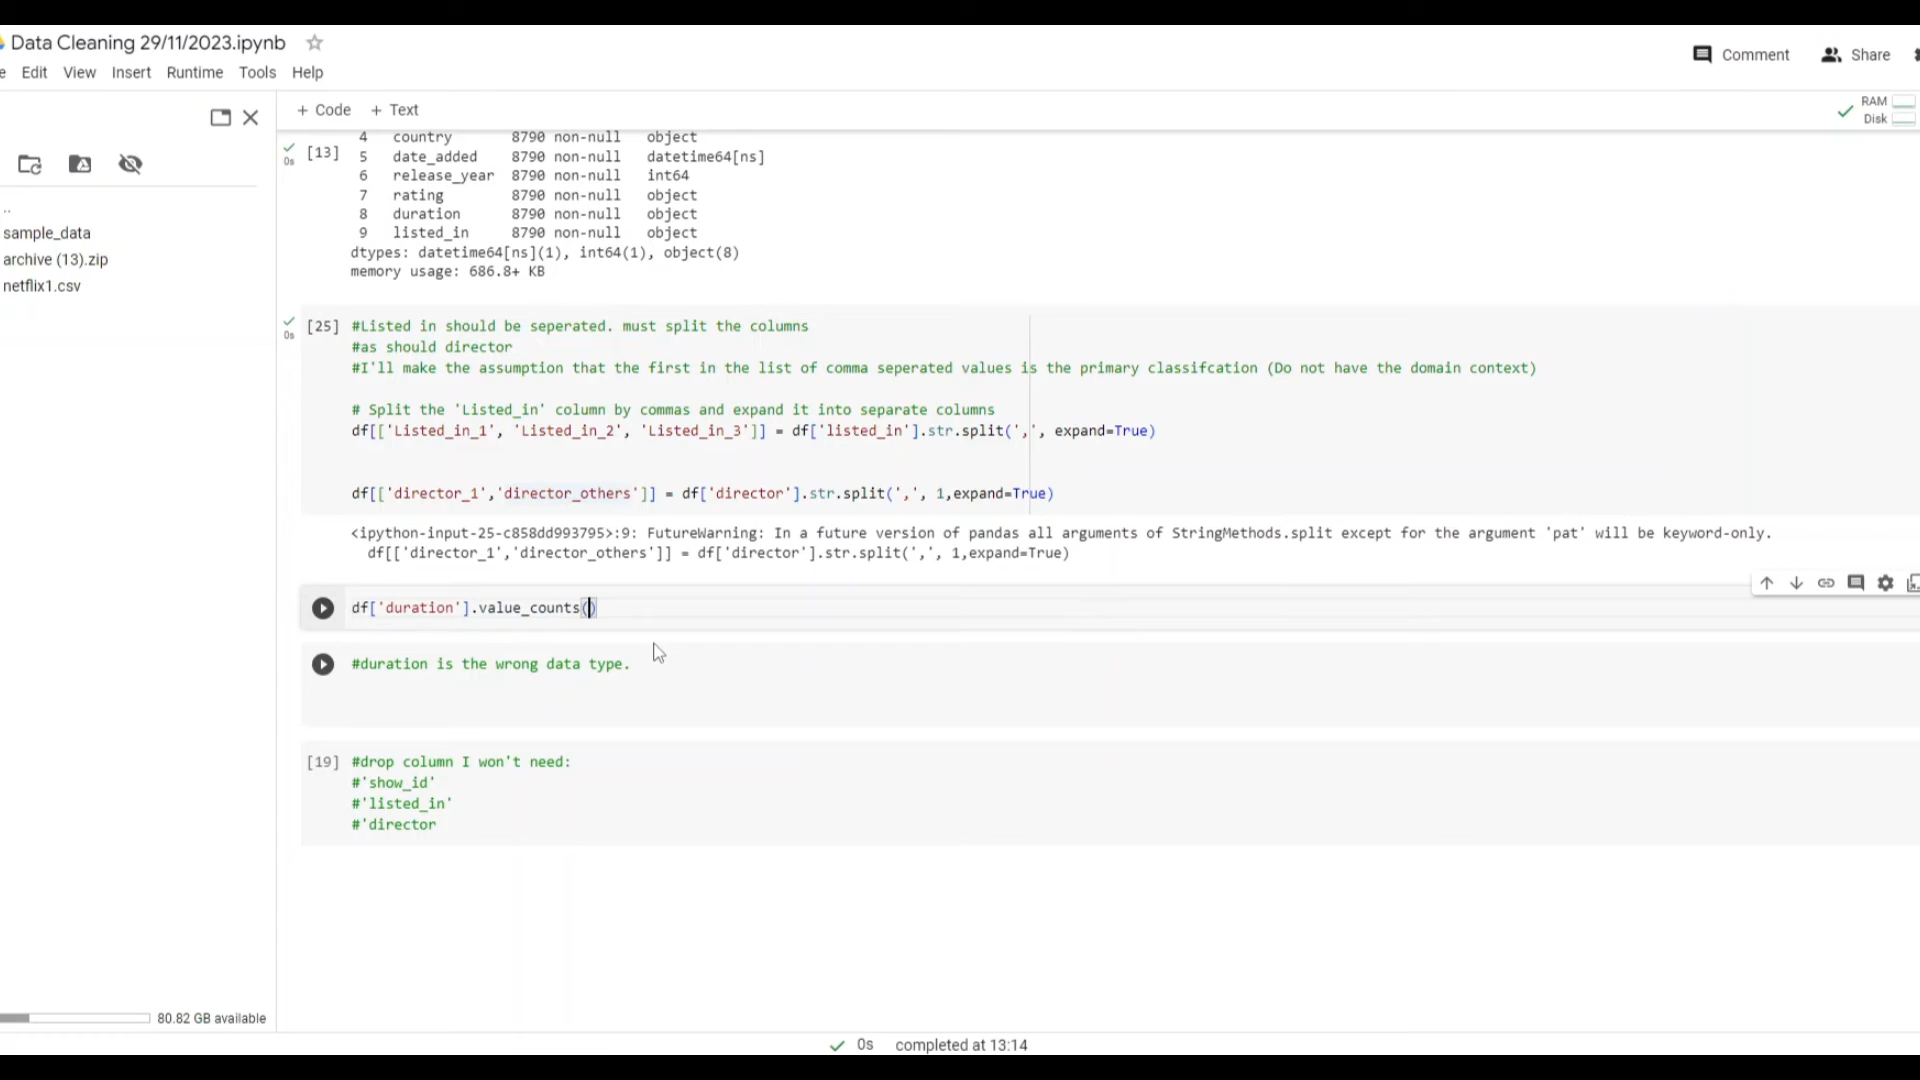 Data Cleaning 29/11/2023.ipynb
e Edit View Insert Runtime Tools Help
Comment
Share
+ Code + Text
RAM
Disk
..
sample_data
archive (13).zip
netflix1.csv
80.82 GB available
0s
[13]
4 country 8790 non-null object
5 date_added 8790 non-null datetime64[ns]
6 release_year 8790 non-null int64
7 rating 8790 non-null object
8 duration 8790 non-null object
9 listed_in 8790 non-null object
dtypes: datetime64[ns](1), int64(1), object(8)
memory usage: 686.8+ KB
0s
[25] #Listed in should be seperated. must split the columns
#as should director
#I'll make the assumption that the first in the list of comma seperated values is the primary classifcation (Do not have the domain context)
# Split the 'Listed_in' column by commas and expand it into separate columns
df[['Listed_in_1', 'Listed_in_2', 'Listed_in_3']] = df['listed_in'].str.split(',', expand=True)
df[['director_1','director_others']] = df['director'].str.split(',', 1,expand=True)
<ipython-input-25-c858dd993795>:9: FutureWarning: In a future version of pandas all arguments of StringMethods.split except for the argument 'pat' will be keyword-only.
df[['director_1','director_others']] = df['director'].str.split(',', 1,expand=True)
df['duration'].value_counts()
#duration is the wrong data type.
[19] #drop column I won't need:
#'show_id'
#'listed_in'
#'director
0s completed at 13:14